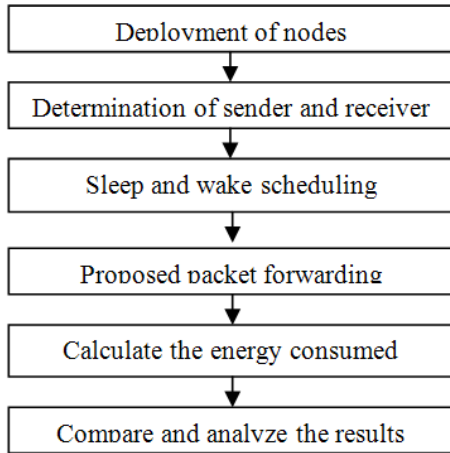 Deployment of nodes
Determination of sender and receiver
Sleep and wake scheduling
Proposed packet forwarding
Calculate the energy consumed
Compare and analyze the results